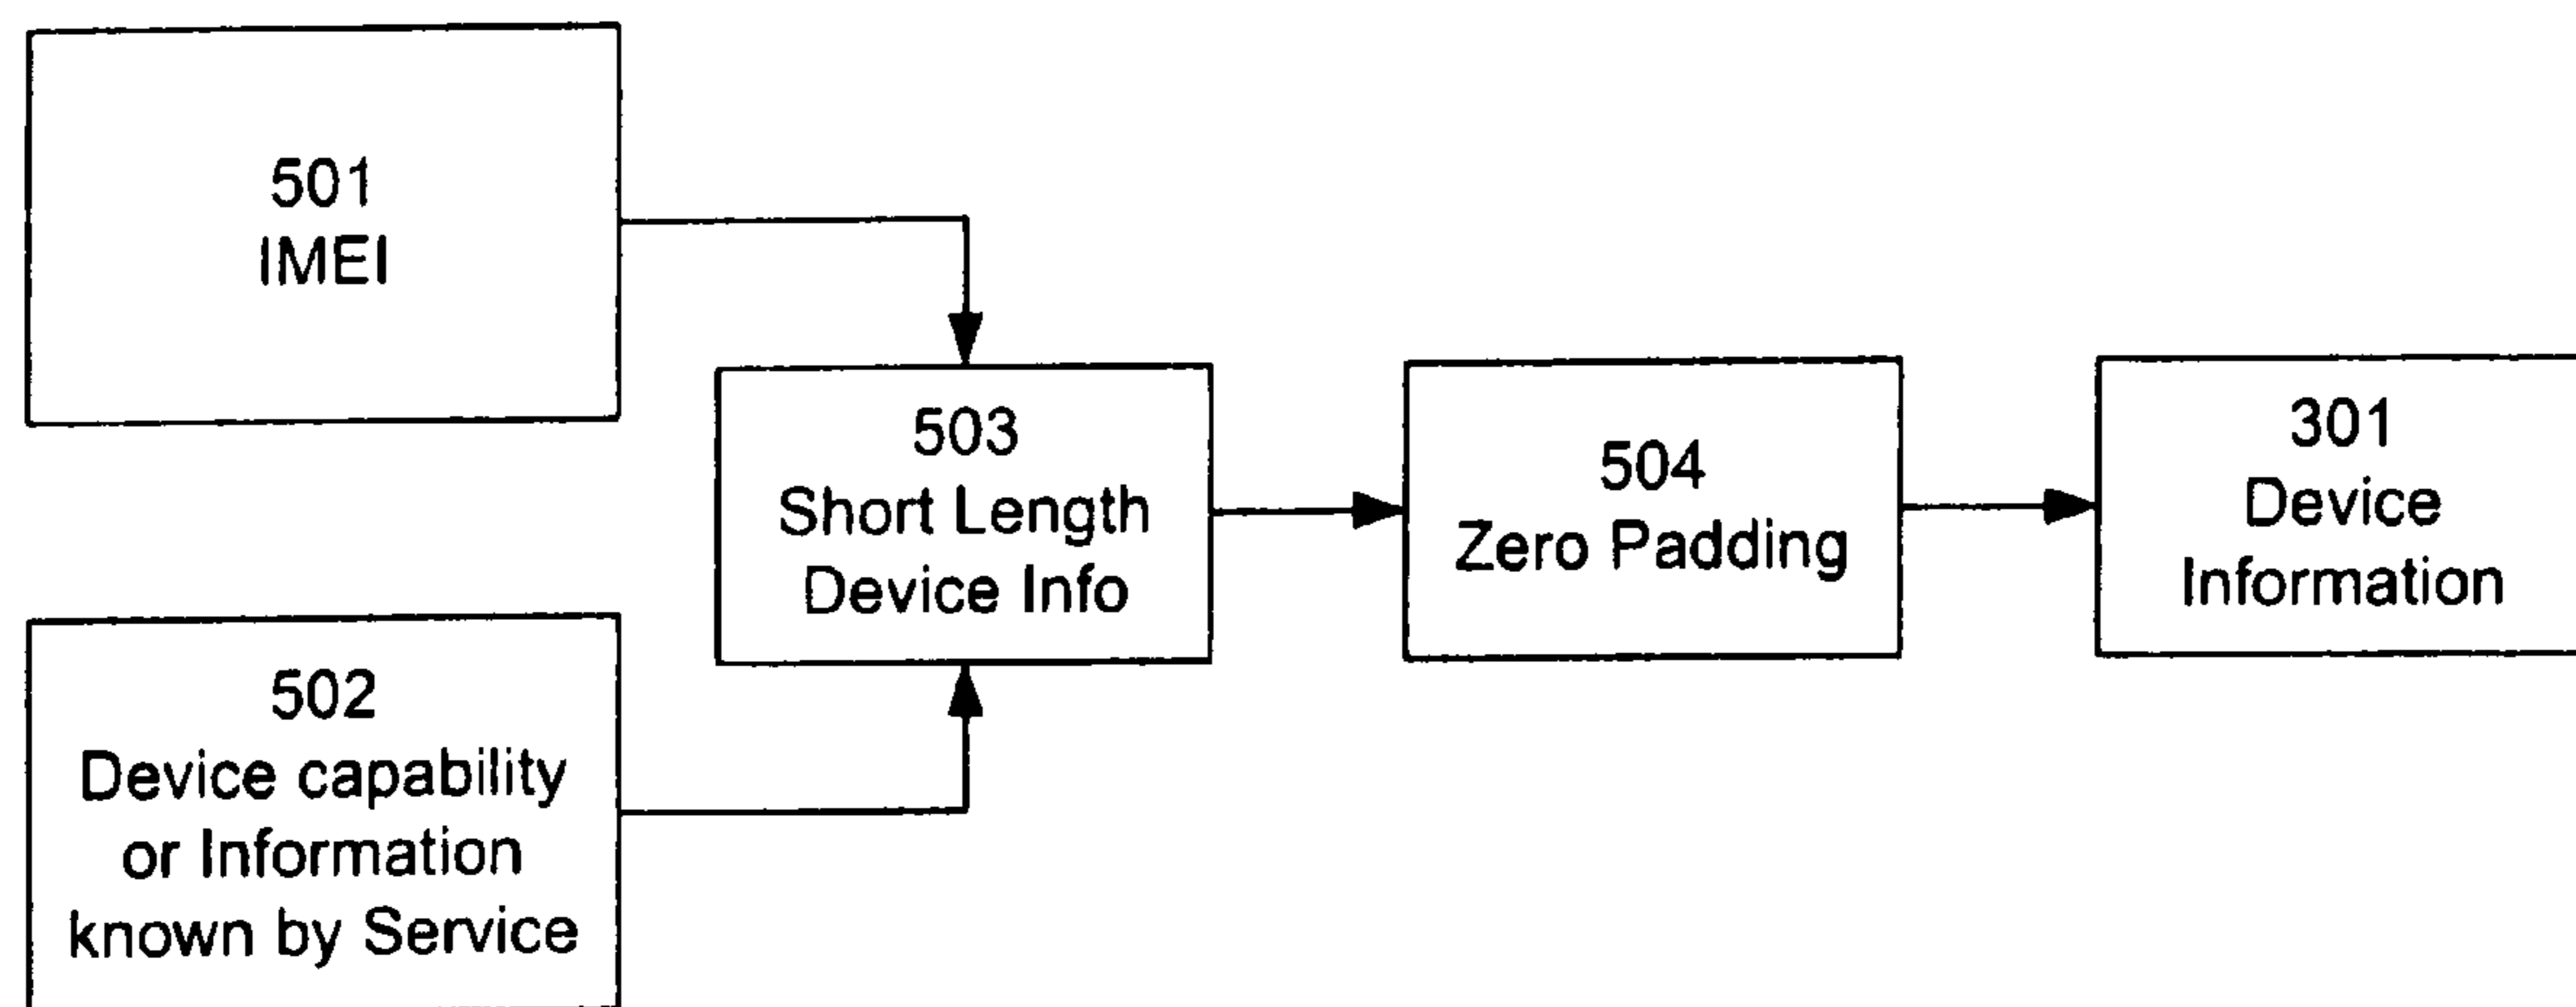 501
IMEI
502
Device capability
or Information
known by Service
503
Short Length
Device Info
504
Zero Padding
301
Device
Information